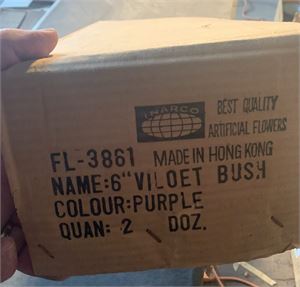 INARCO
BEST QUALITY
ARTIFICIAL FLOWERS
FL-3861 MADE IN HONG KONG
NAME:6" VILOET BUSH
COLOUR:PURPLE
QUAN: 2 DOZ.